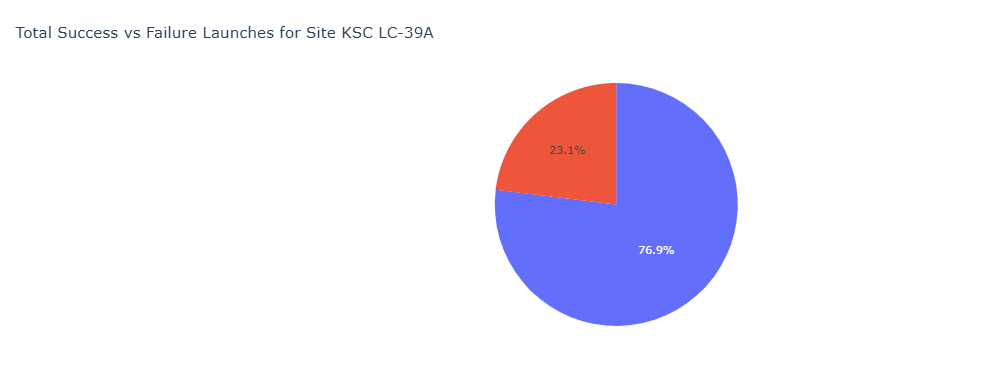 Total Success vs Failure Launches for Site KSC LC-39A
23.1%
76.9%